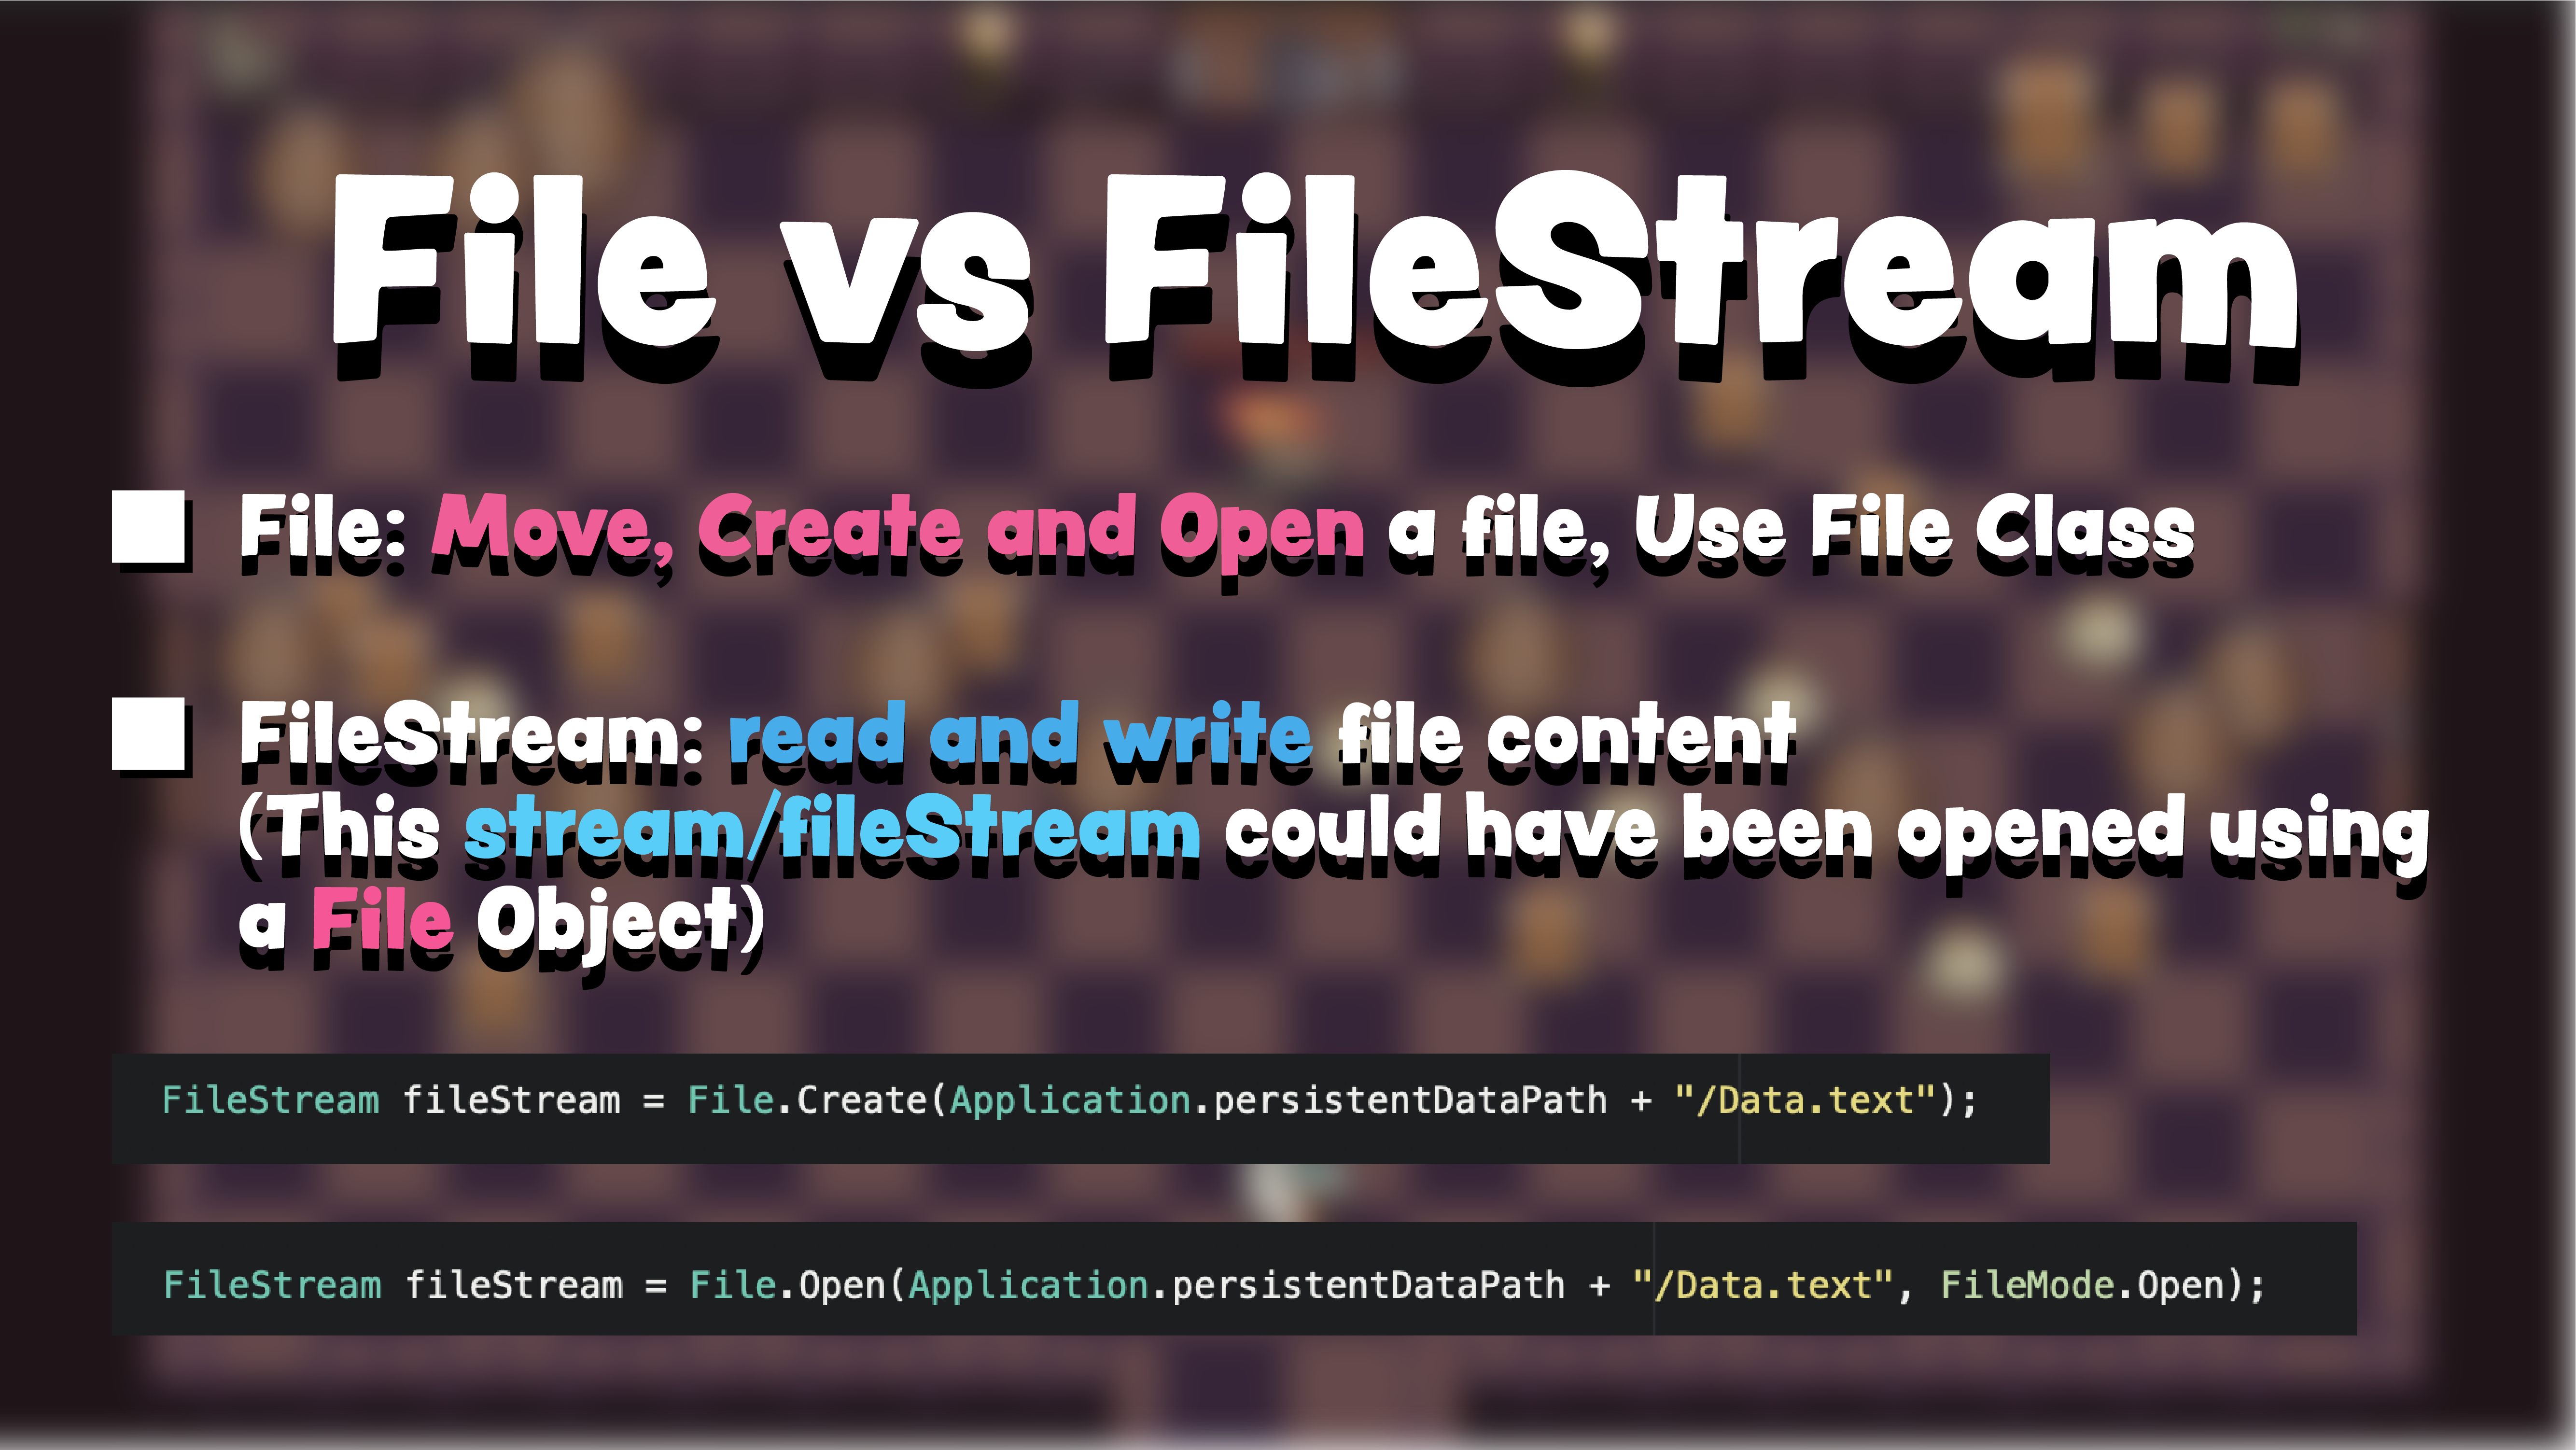 File vs FileStream
File: Move, Create and Open a file, Use File Class
FileStream: read and write file content
(This stream/fileStream could have been opened using
a File Object)
FileStream fileStream = File.Create(Application.persistentDataPath + "/Data.text");
FileStream fileStream = File.Open(Application.persistentDataPath + "/Data.text", FileMode.Open);